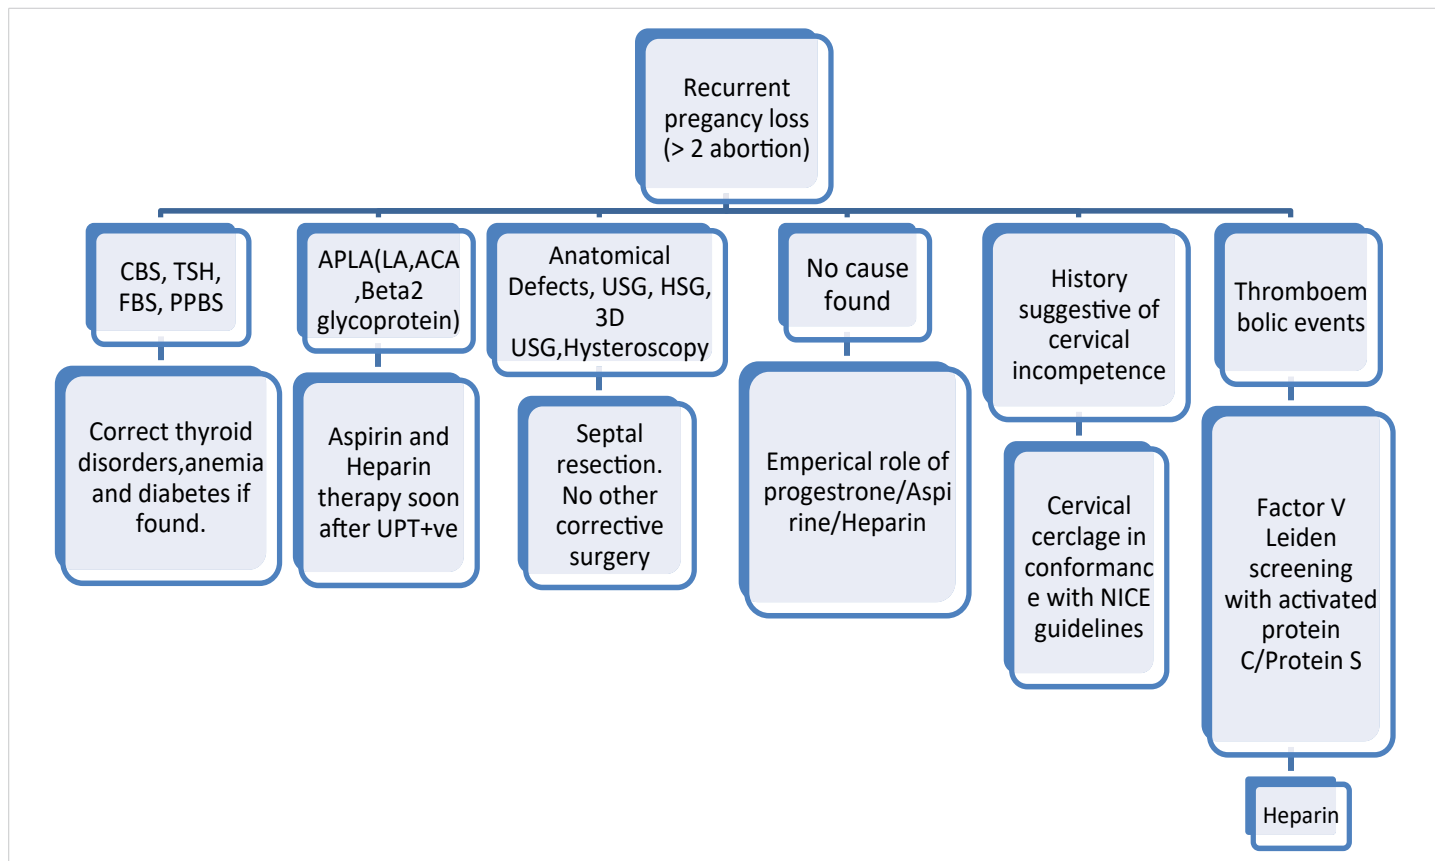 Recurrent
pregancy loss
(> 2 abortion)
CBS, TSH,
FBS, PPBS
APLA(LA,ACA
,Beta2
glycoprotein)
Anatomical
Defects, USG, HSG,
3D
USG,Hysteroscopy
No cause
found
History
suggestive of
cervical
incompetence
Thromboem
bolic events
Correct thyroid
disorders,anemia
and diabetes if
found.
Aspirin and
Heparin
therapy soon
after UPT+ve
Septal
resection.
No other
corrective
surgery
Emperical role of
progestrone/Aspi
rine/Heparin
Cervical
cerclage in
conformanc
e with NICE
guidelines
Factor V
Leiden
screening
with activated
protein
C/Protein S
Heparin